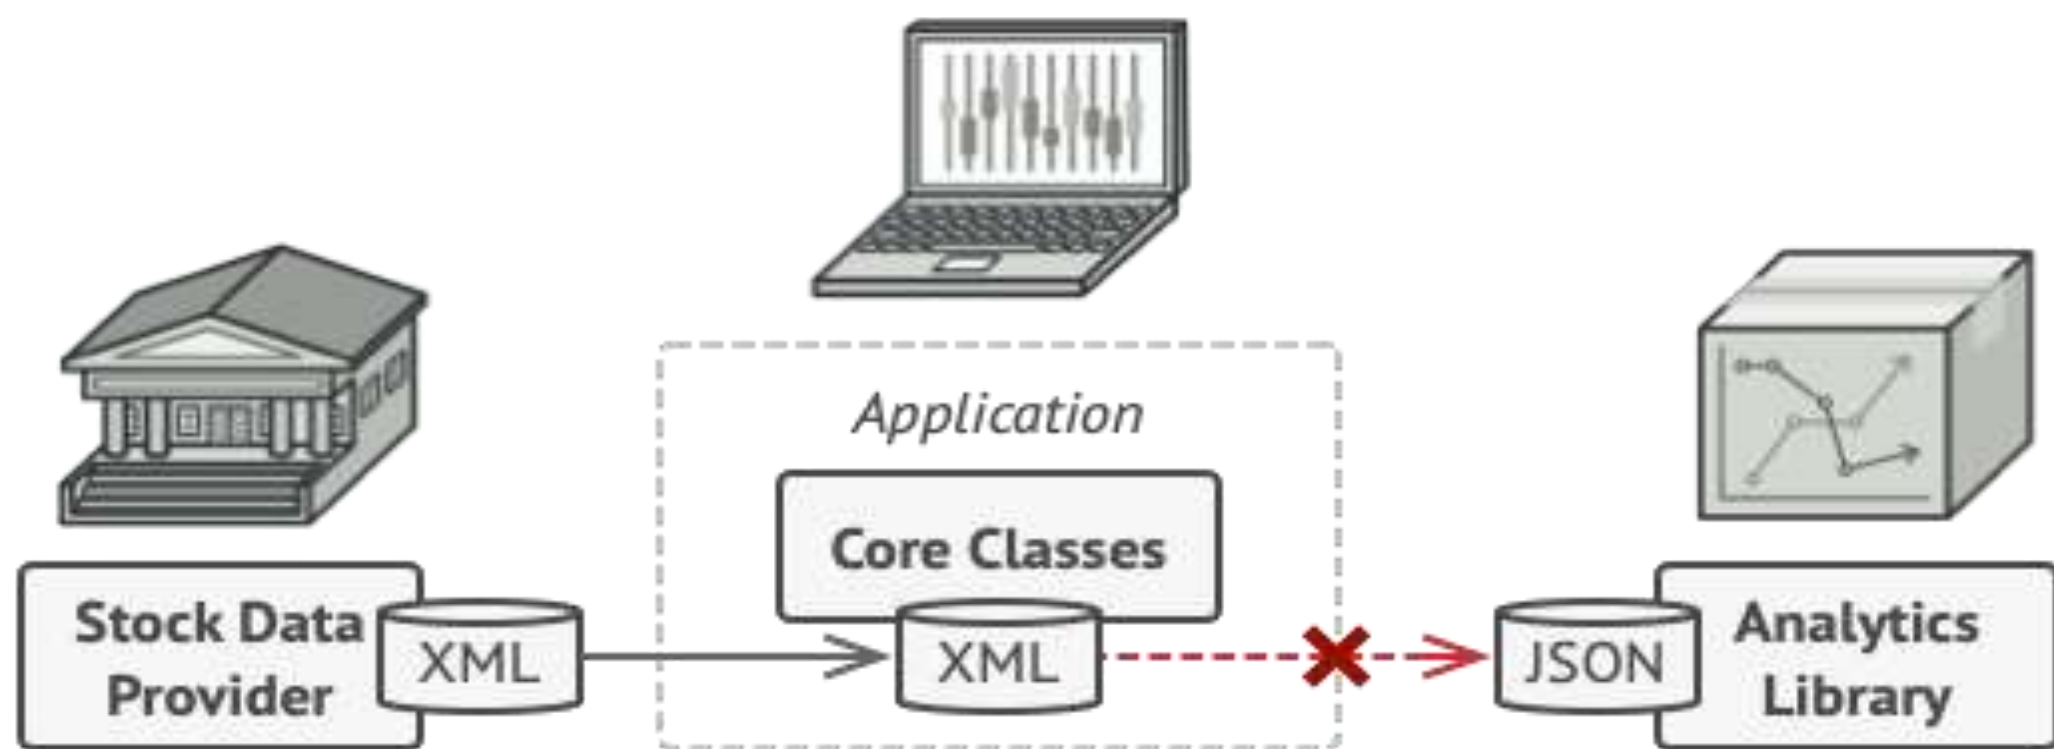 Application
Core Classes
Stock Data
Provider
XML
XML
JSON
Analytics
Library